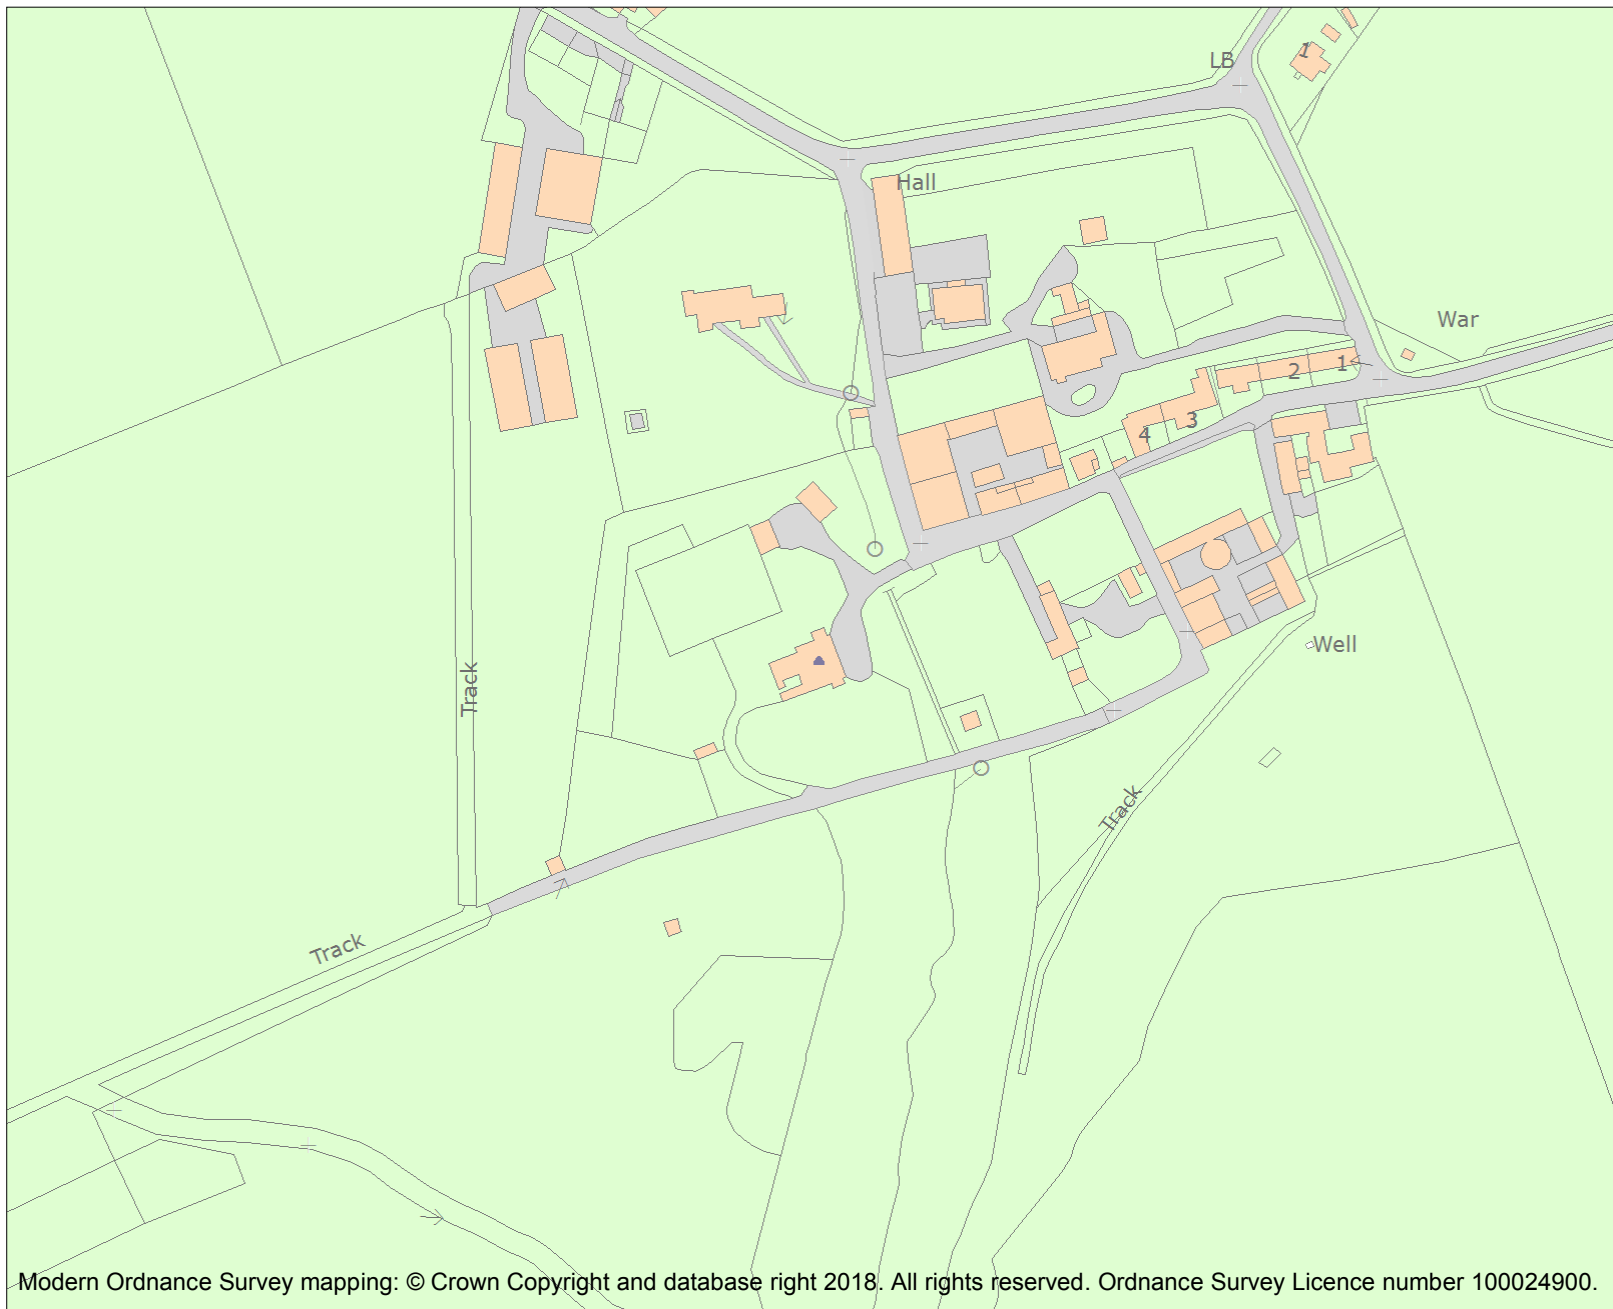 1
LB
Hall
War
1
2
3
4
Well
Track
Track
Track
Modern Ordnance Survey mapping: © Crown Copyright and database right 2018. All rights reserved. Ordnance Survey Licence number 100024900.